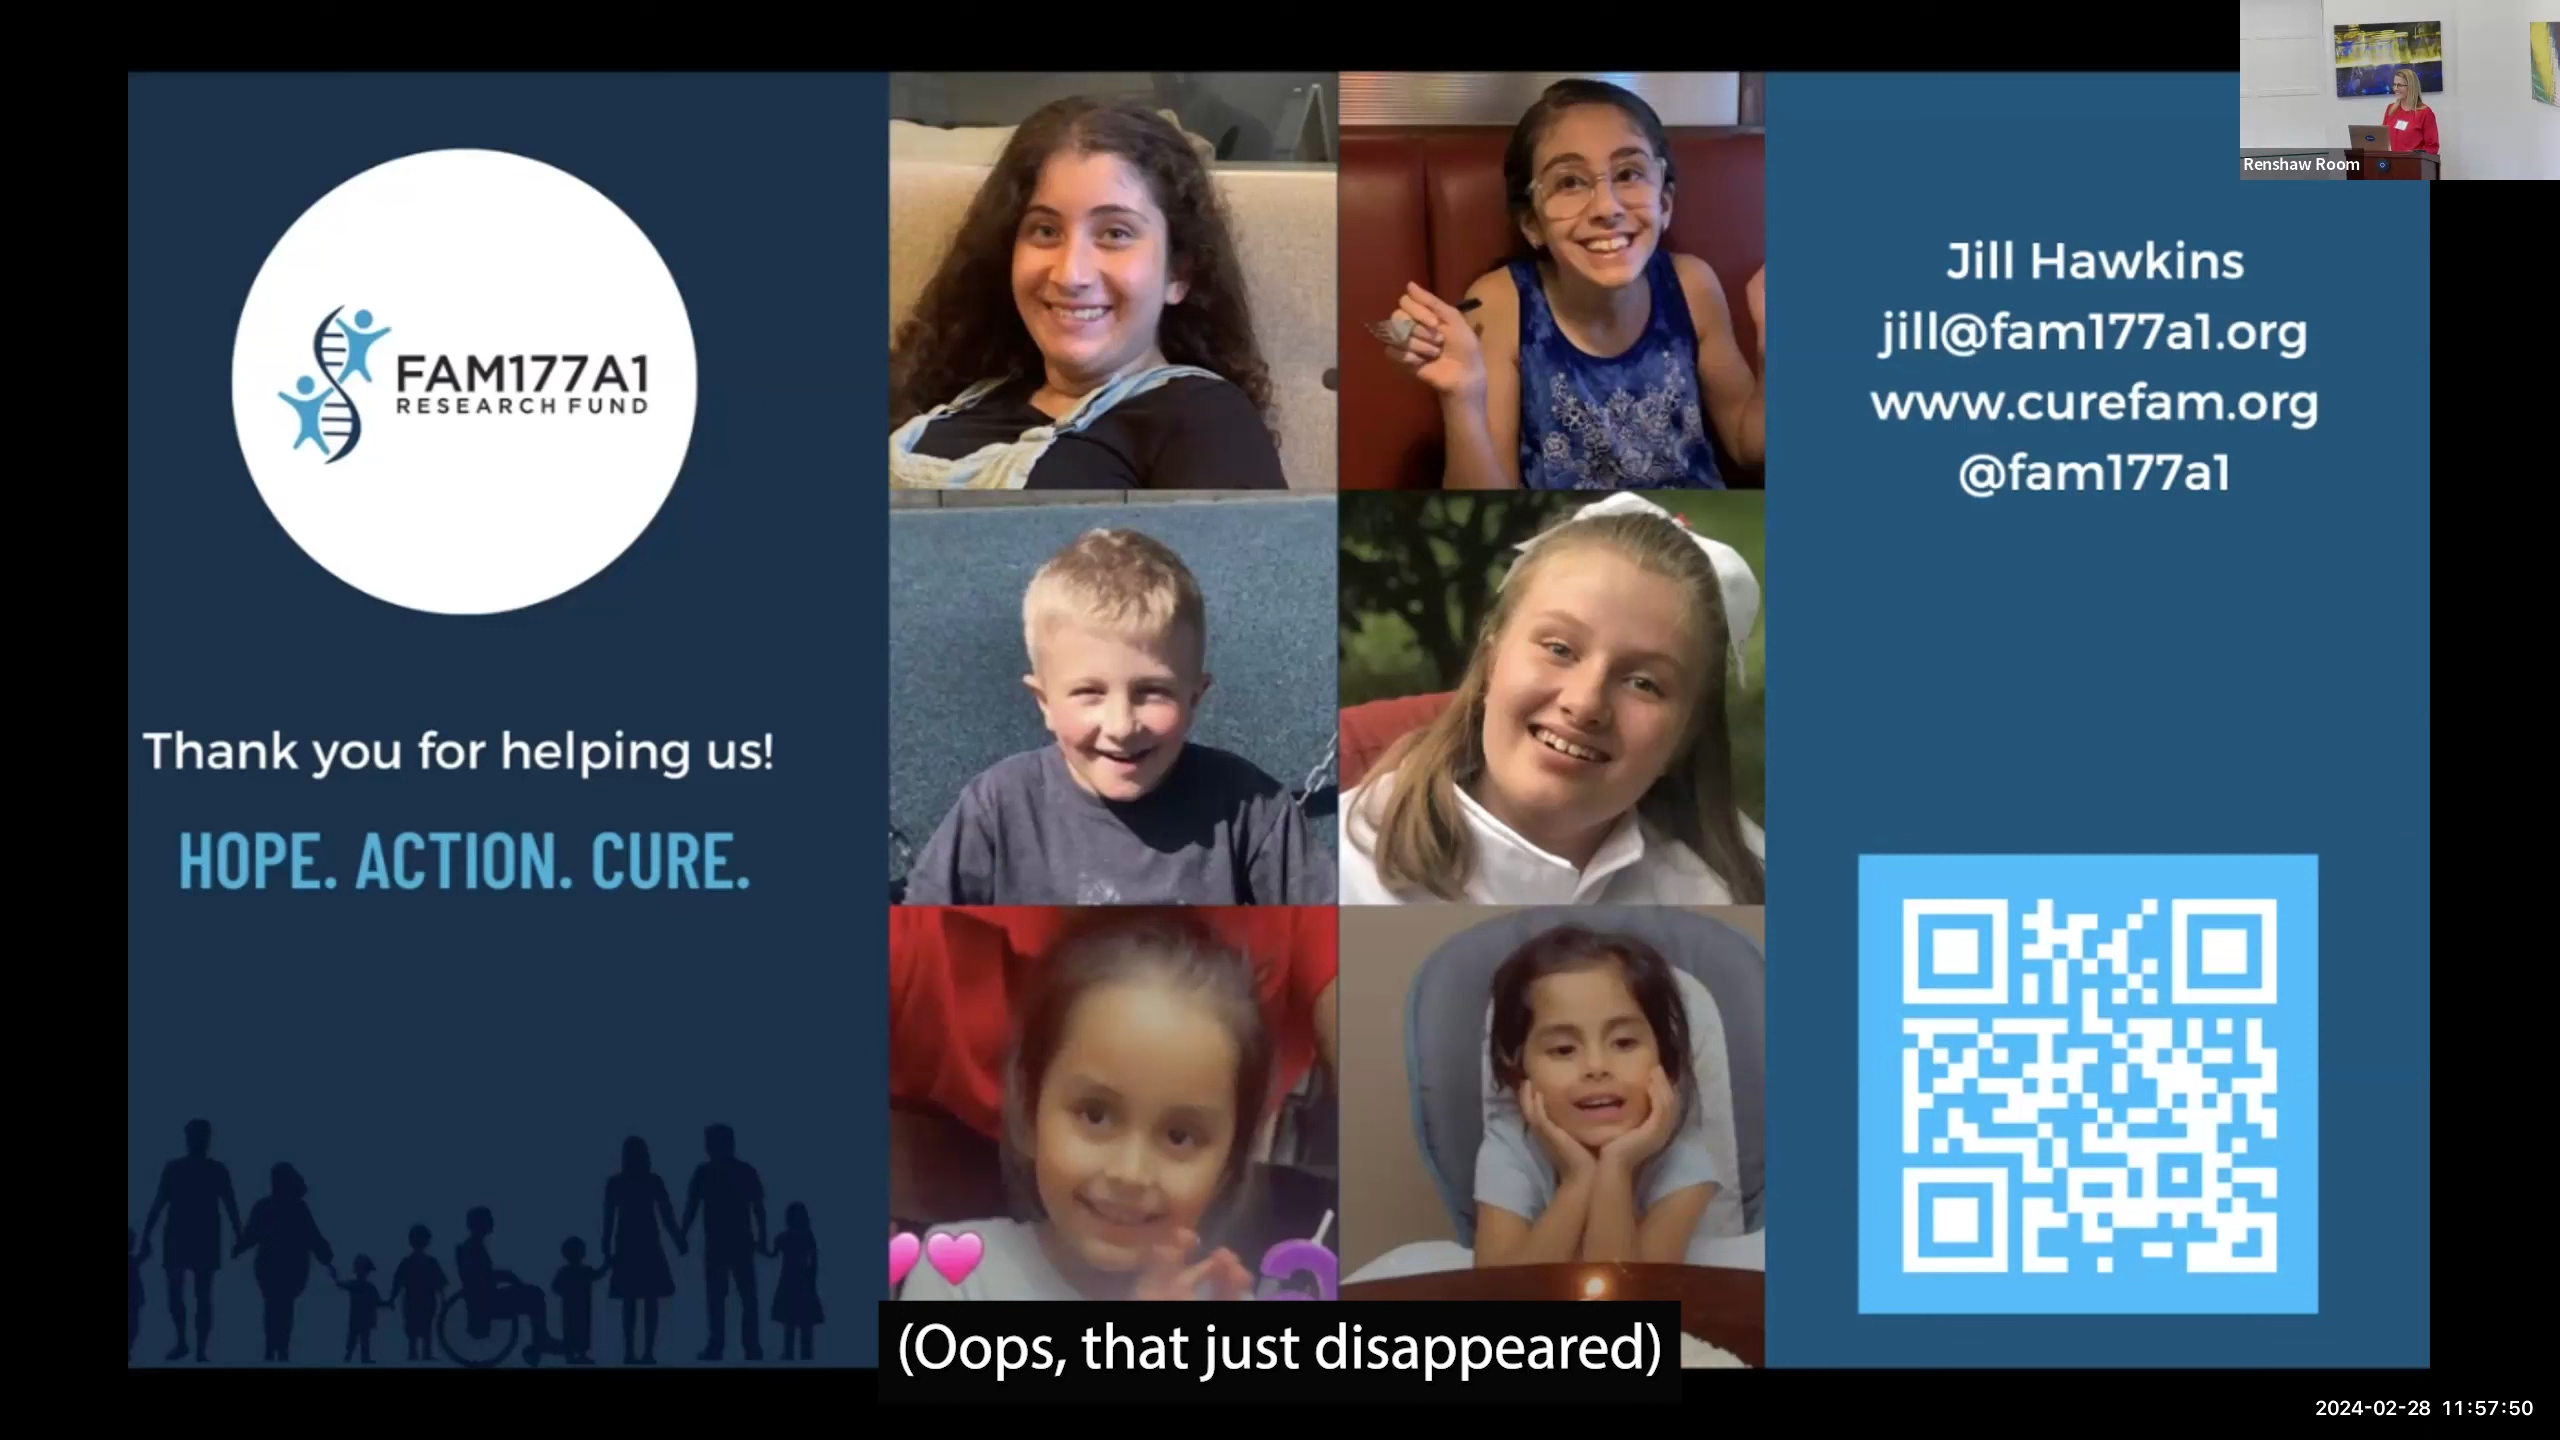 Renshaw Room
FAM177A1
RESEARCH FUND
Thank you for helping us!
HOPE. ACTION. CURE.
Jill Hawkins
jill@fam177a1.org
www.curefam.org
@fam177a1
(Oops, that just disappeared)
2024-02-28 11:57:50